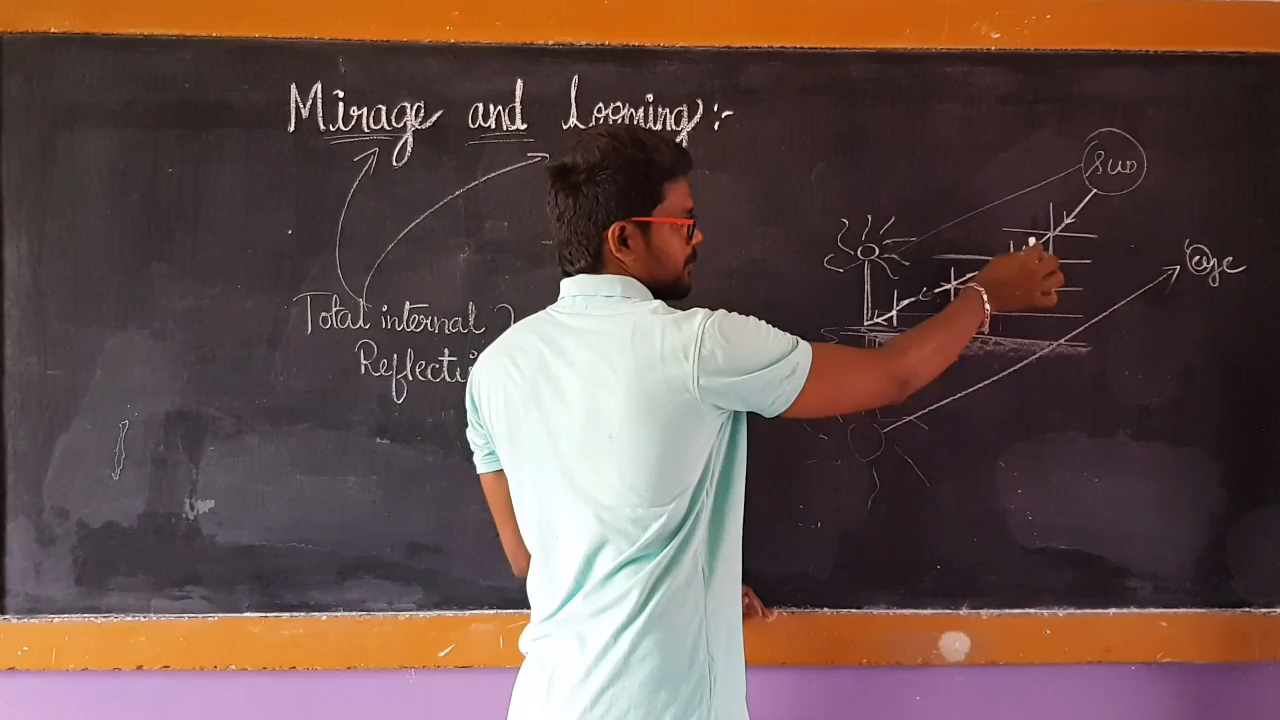 Mirage and Looming :-
Sun
Eye
Total internal
Reflecti